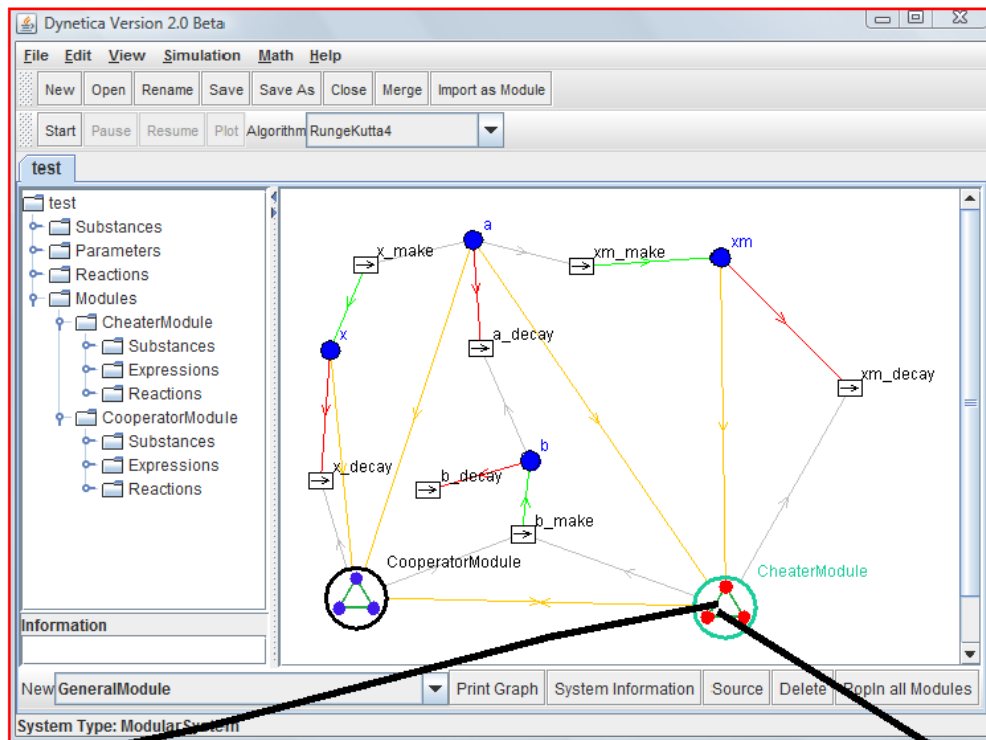 Dynetica Version 2.0 Beta
File Edit View Simulation Math Help
New Open Rename Save Save As Close Merge Import as Module
Start Pause Resume Plot Algorithm RungeKutta4
test
test
Substances
Parameters
Reactions
Modules
CheaterModule
Substances
Expressions
Reactions
CooperatorModule
Substances
Expressions
Reactions
Information
a
x_make
xm_make
xm
x
a_decay
xm_decay
b
x_decay
b_decay
b_make
CooperatorModule
CheaterModule
New GeneralModule Print Graph System Information Source Delete PopIn all Modules
System Type: ModularSystem